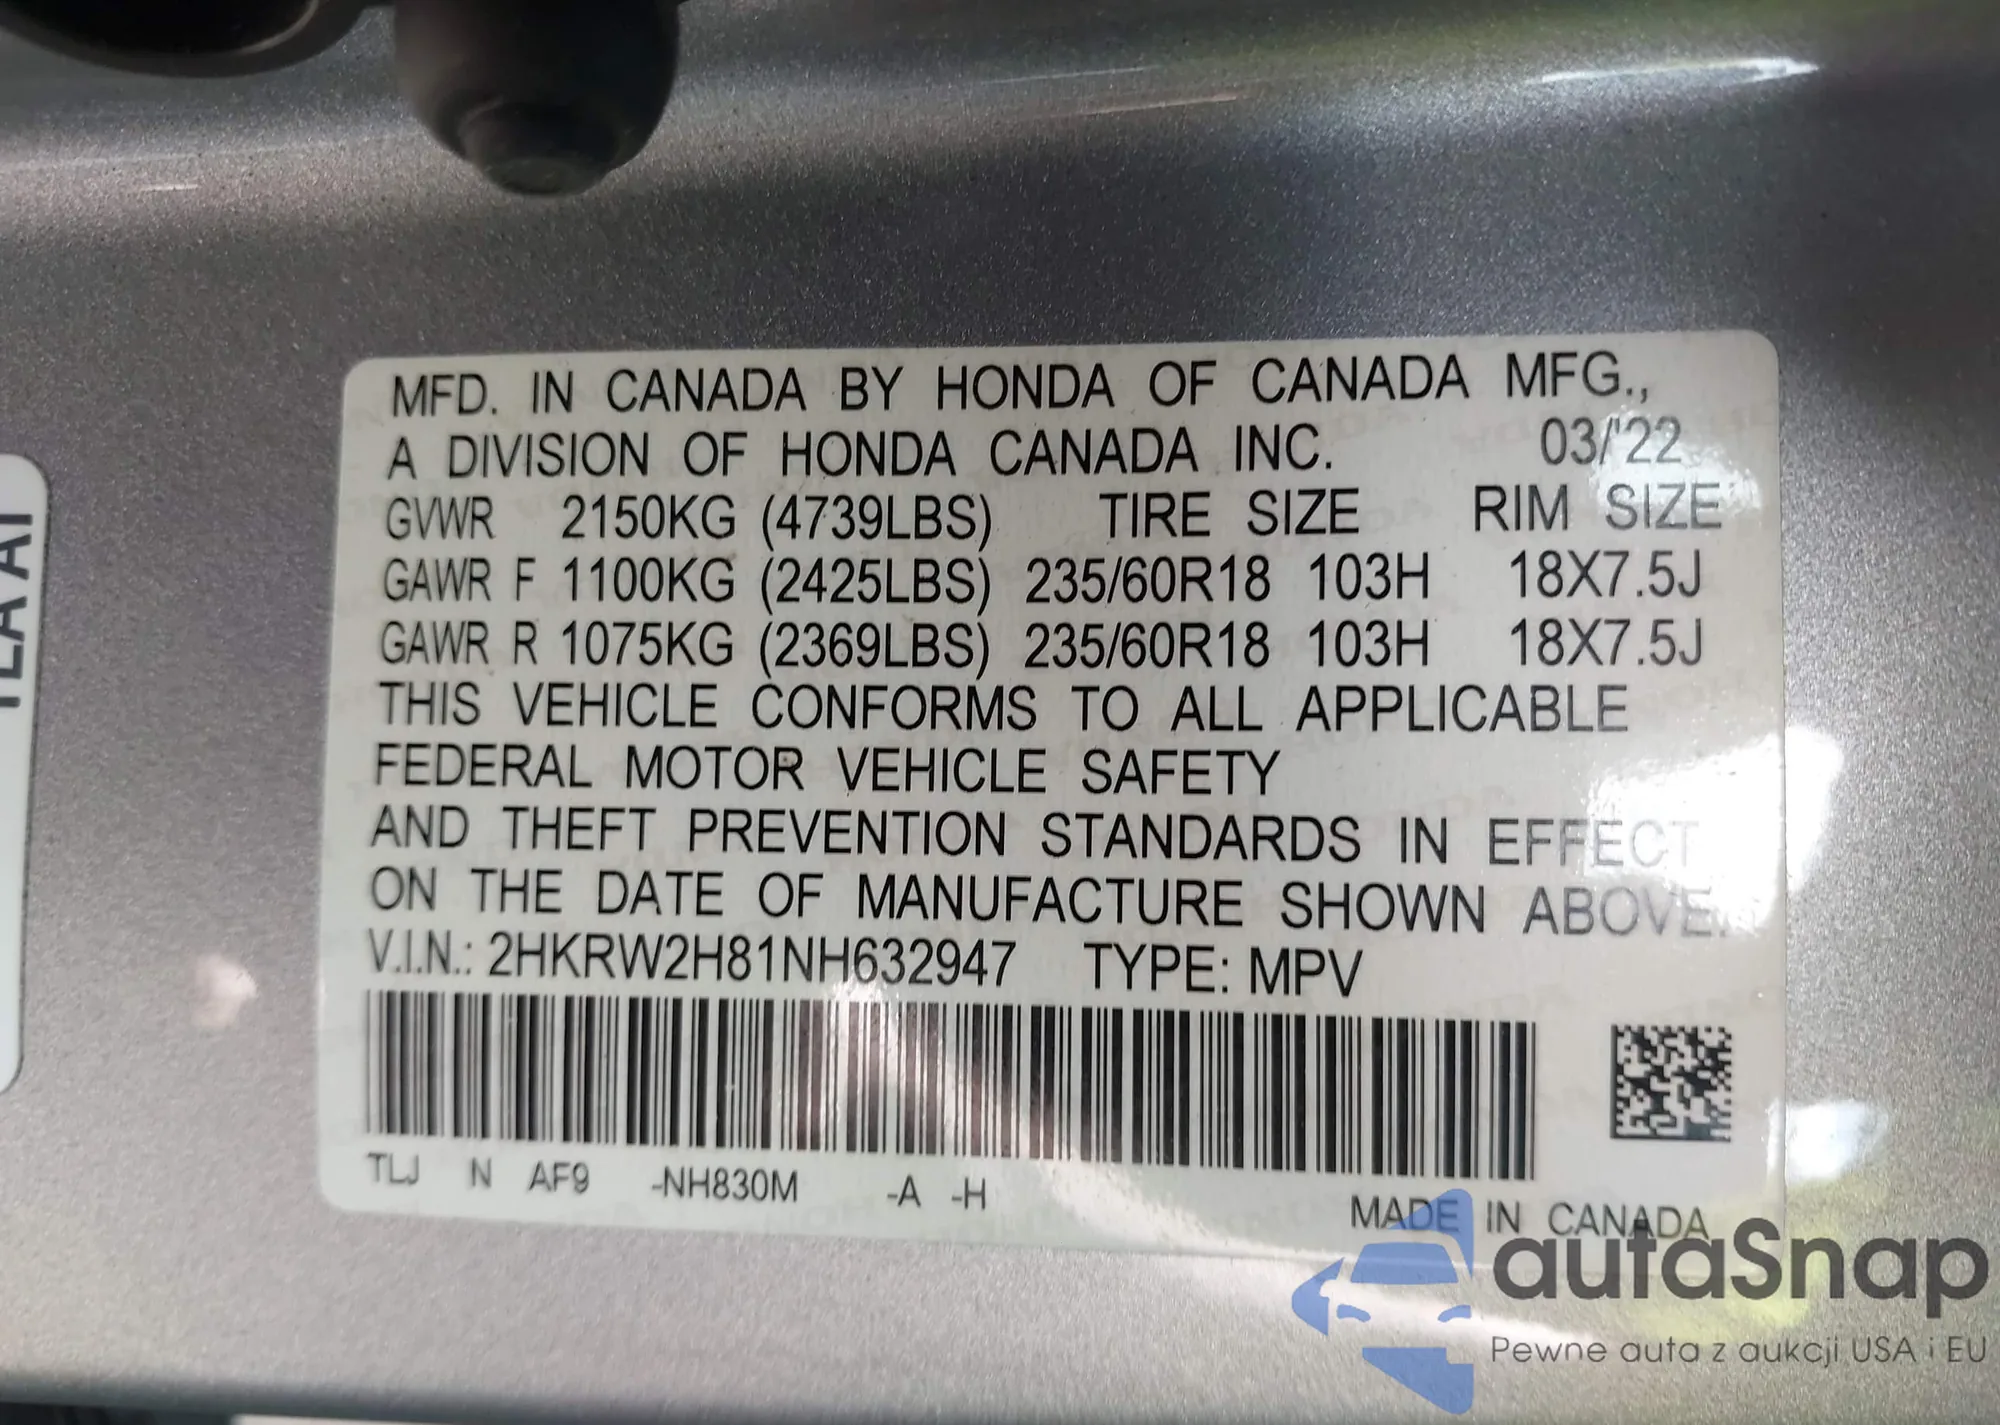 MFD. IN CANADA BY HONDA OF CANADA MFG.,
A DIVISION OF HONDA CANADA INC. 03/'22
GVWR 2150KG (4739LBS) TIRE SIZE RIM SIZE
GAWR F 1100KG (2425LBS) 235/60R18 103H 18X7.5J
GAWR R 1075KG (2369LBS) 235/60R18 103H 18X7.5J
THIS VEHICLE CONFORMS TO ALL APPLICABLE
FEDERAL MOTOR VEHICLE SAFETY
AND THEFT PREVENTION STANDARDS IN EFFECT
ON THE DATE OF MANUFACTURE SHOWN ABOVE.
V.I.N.: 2HKRW2H81NH632947 TYPE: MPV
TLJ N AF9 -NH830M -A -H
MADE IN CANADA
autaSnap
Pewne auta z aukcji USA i EU